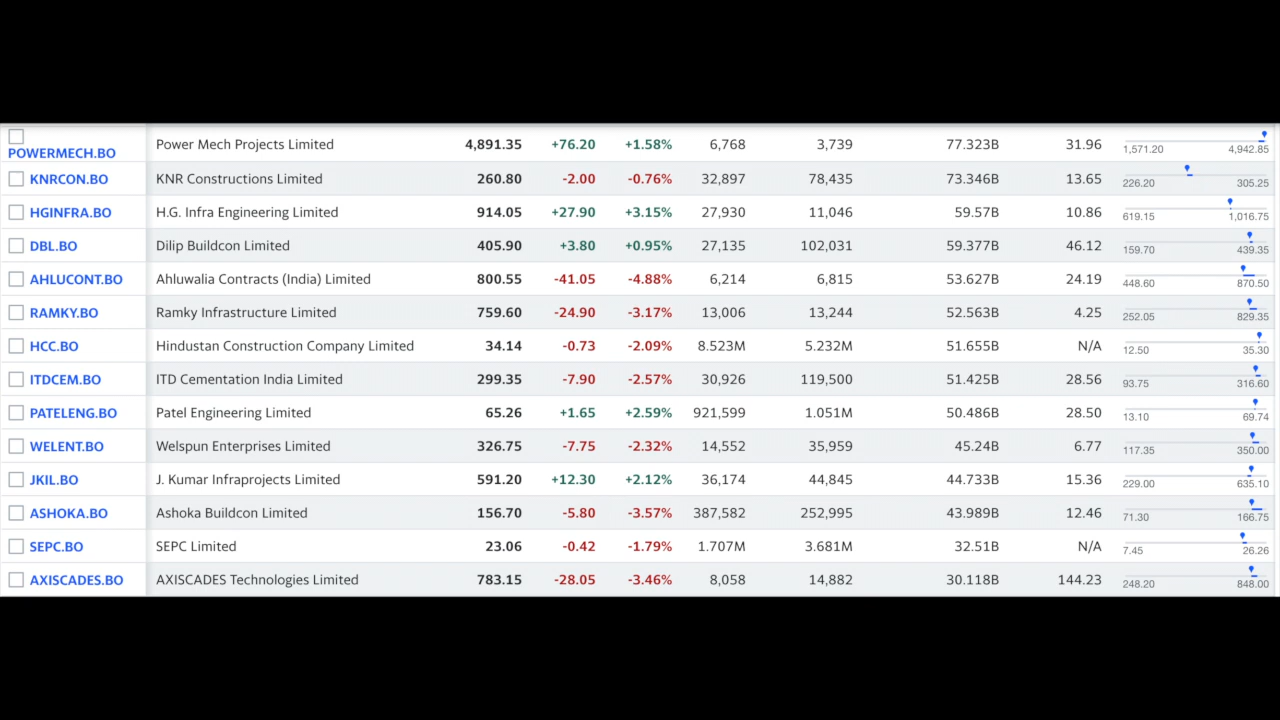 POWERMECH.BO Power Mech Projects Limited 4,891.35 +76.20 +1.58% 6,768 3,739 77.323B 31.96 1,571.20 4,942.85
KNRCON.BO KNR Constructions Limited 260.80 -2.00 -0.76% 32,897 78,435 73.346B 13.65 226.20 305.25
HGINFRA.BO H.G. Infra Engineering Limited 914.05 +27.90 +3.15% 27,930 11,046 59.57B 10.86 619.15 1,016.75
DBL.BO Dilip Buildcon Limited 405.90 +3.80 +0.95% 27,135 102,031 59.377B 46.12 159.70 439.35
AHLUCONT.BO Ahluwalia Contracts (India) Limited 800.55 -41.05 -4.88% 6,214 6,815 53.627B 24.19 448.60 870.50
RAMKY.BO Ramky Infrastructure Limited 759.60 -24.90 -3.17% 13,006 13,244 52.563B 4.25 252.05 829.35
HCC.BO Hindustan Construction Company Limited 34.14 -0.73 -2.09% 8.523M 5.232M 51.655B N/A 12.50 35.30
ITDCEM.BO ITD Cementation India Limited 299.35 -7.90 -2.57% 30,926 119,500 51.425B 28.56 93.75 316.60
PATELENG.BO Patel Engineering Limited 65.26 +1.65 +2.59% 921,599 1.051M 50.486B 28.50 13.10 69.74
WELENT.BO Welspun Enterprises Limited 326.75 -7.75 -2.32% 14,552 35,959 45.24B 6.77 117.35 350.00
JKIL.BO J. Kumar Infraprojects Limited 591.20 +12.30 +2.12% 36,174 44,845 44.733B 15.36 229.00 635.10
ASHOKA.BO Ashoka Buildcon Limited 156.70 -5.80 -3.57% 387,582 252,995 43.989B 12.46 71.30 166.75
SEPC.BO SEPC Limited 23.06 -0.42 -1.79% 1.707M 3.681M 32.51B N/A 7.45 26.26
AXISCADES.BO AXISCADES Technologies Limited 783.15 -28.05 -3.46% 8,058 14,882 30.118B 144.23 248.20 848.00